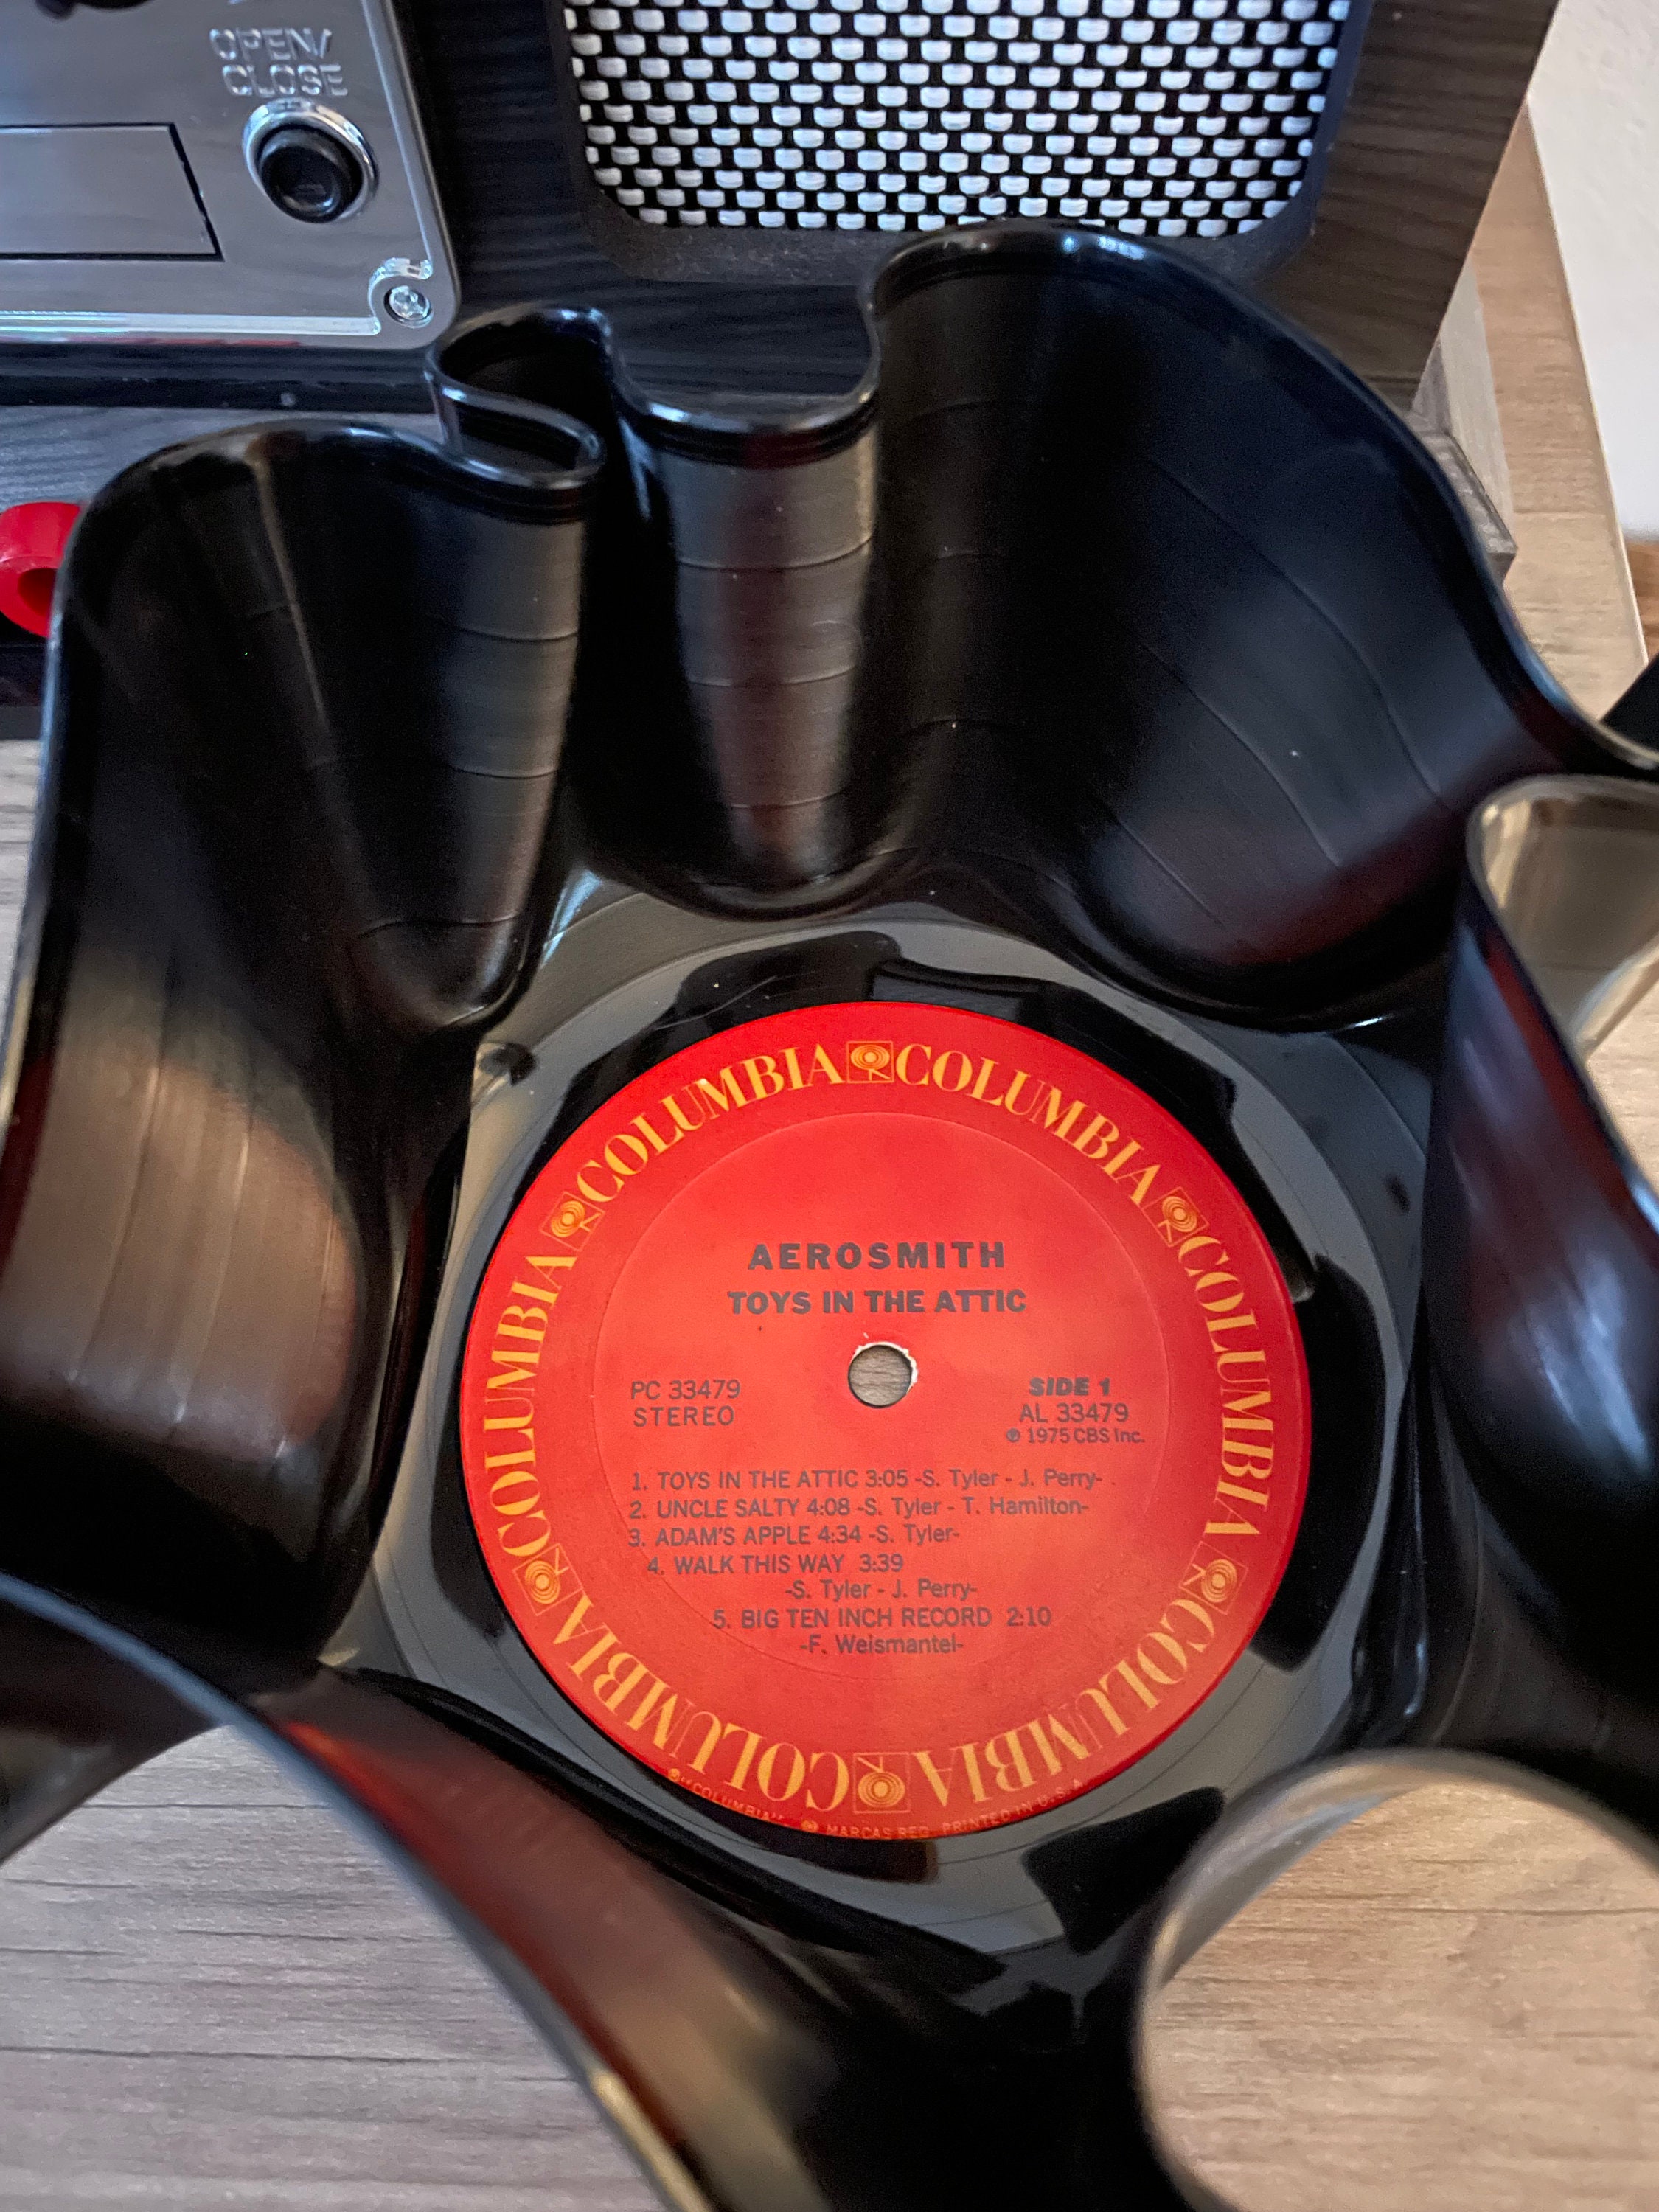 OPEN/
CLOSE
COLUMBIA COLUMBIA COLUMBIA COLUMBIA COLUMBIA COLUMBIA
AEROSMITH
TOYS IN THE ATTIC
PC 33479
STEREO
SIDE 1
AL 33479
℗ 1975 CBS Inc.
1. TOYS IN THE ATTIC 3:05 -S. Tyler - J. Perry-
2. UNCLE SALTY 4:08 -S. Tyler - T. Hamilton-
3. ADAM'S APPLE 4:34 -S. Tyler-
4. WALK THIS WAY 3:39
-S. Tyler - J. Perry-
5. BIG TEN INCH RECORD 2:10
-F. Weismantel-
"COLUMBIA", MARCAS REG. PRINTED IN U.S.A.